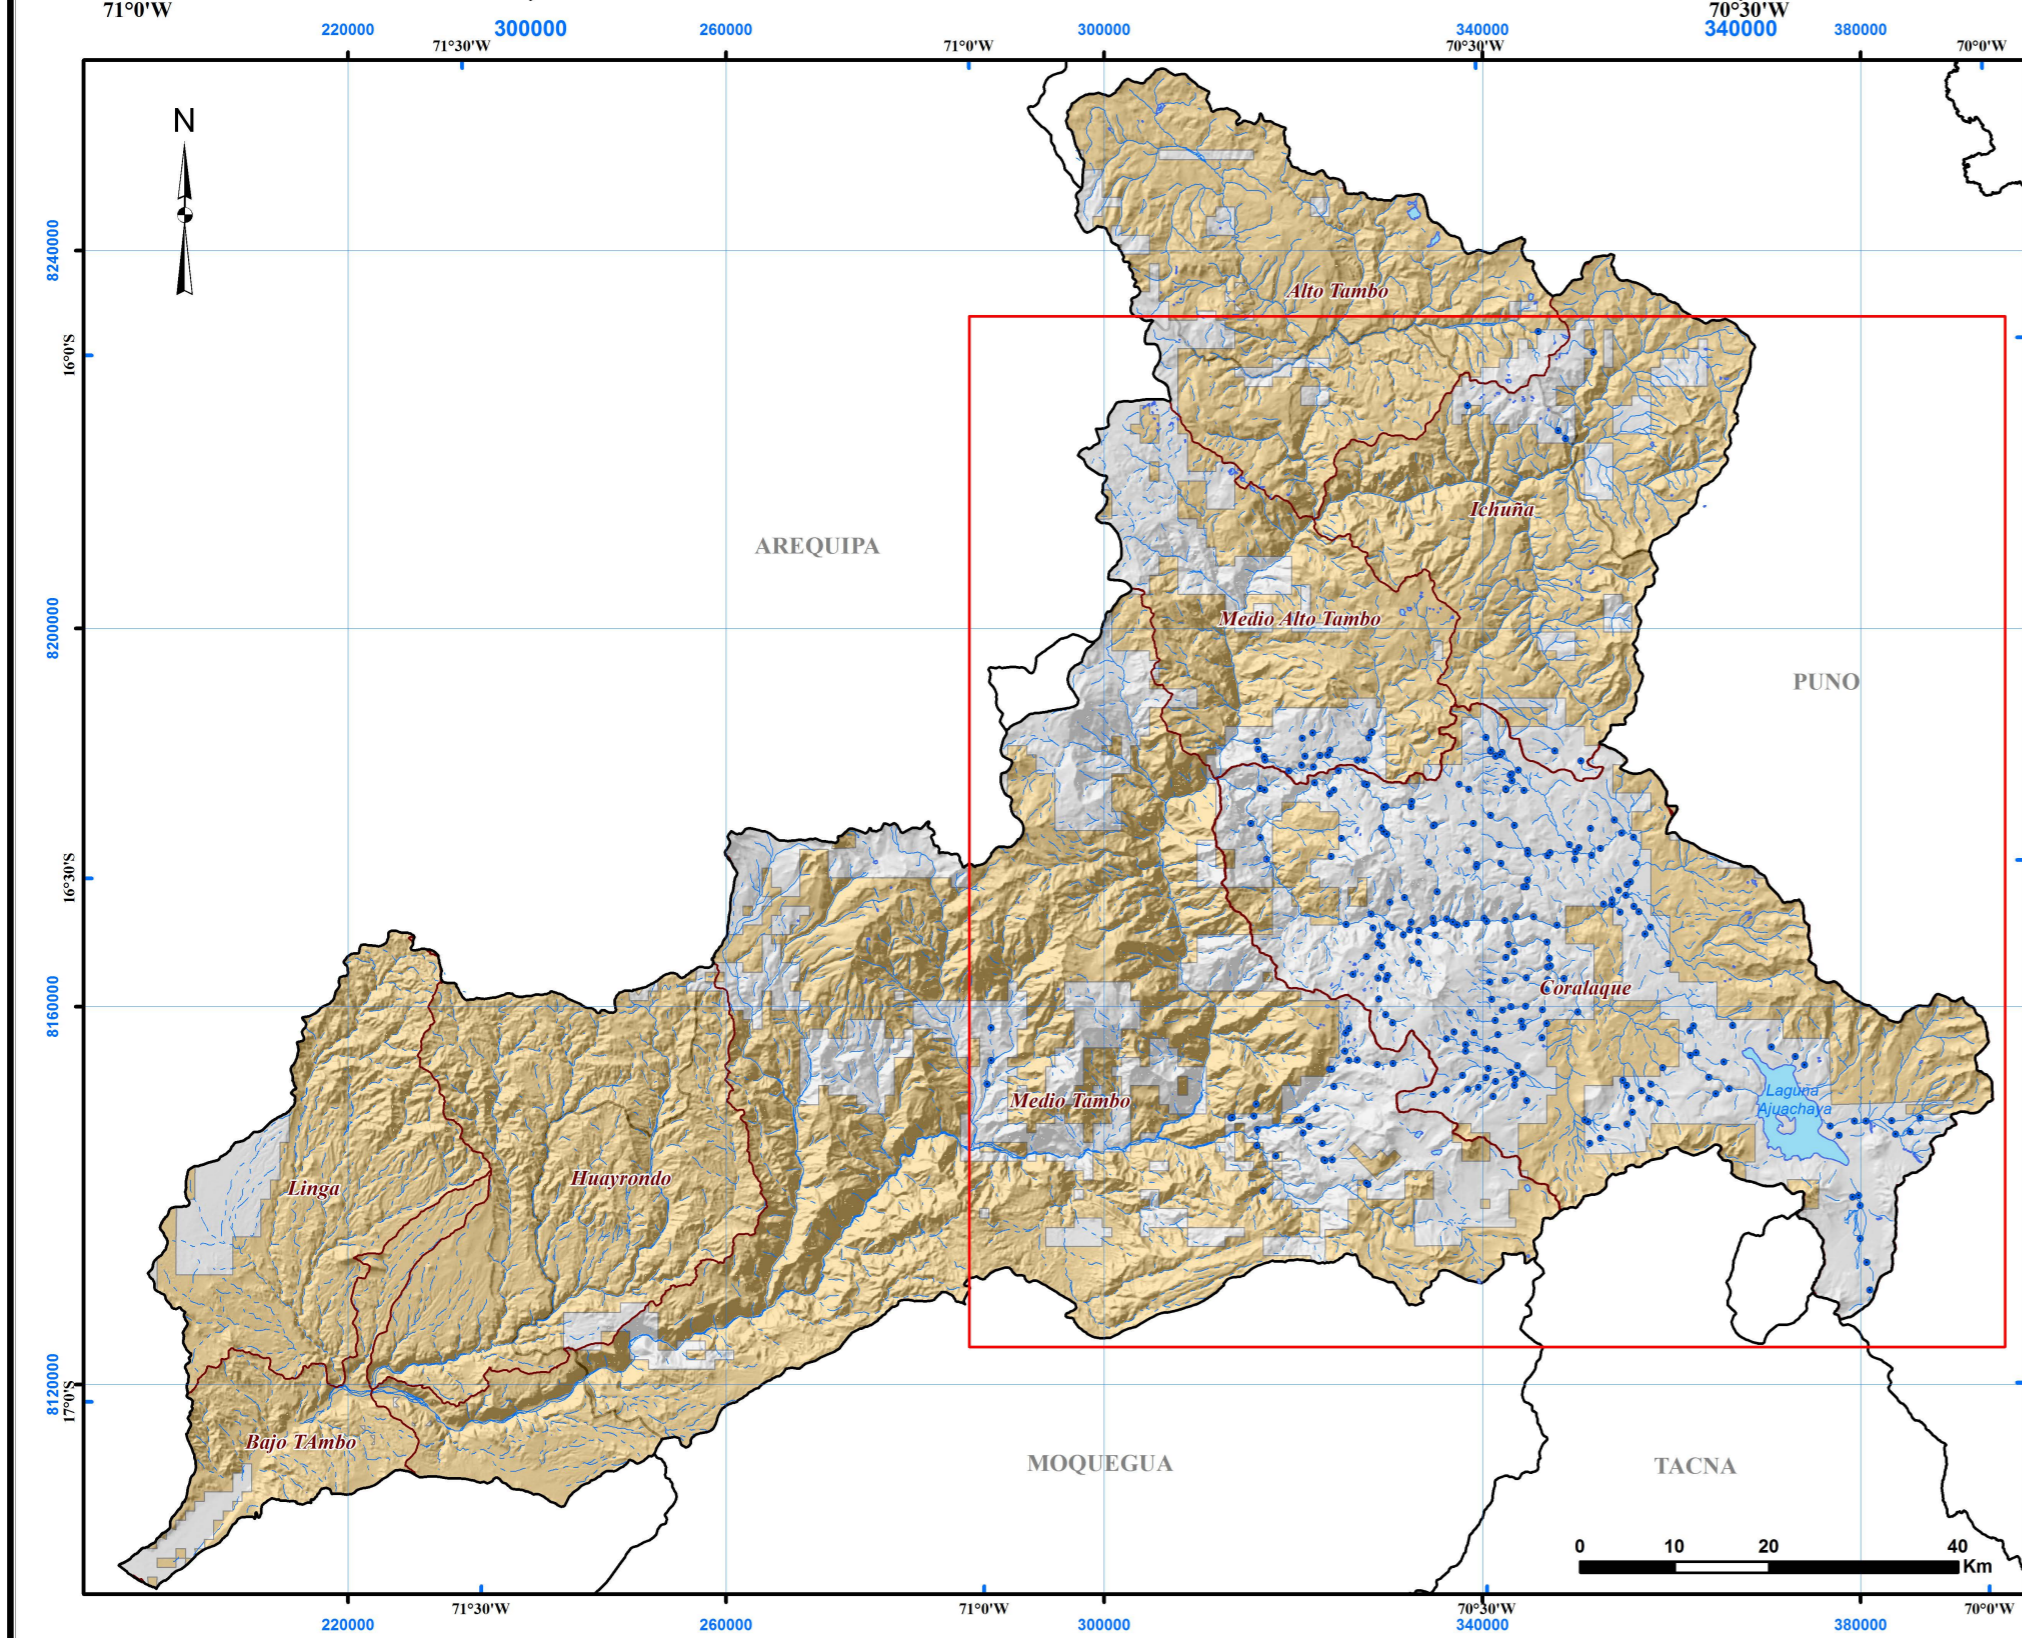 71°0'W
70°30'W
300000
340000
220000
260000
300000
340000
380000
71°30'W
71°0'W
70°30'W
70°0'W
N
8240000
Alto Tambo
16°0'S
Ichuña
AREQUIPA
Medio Alto Tambo
8200000
PUNO
16°30'S
Coralaque
8160000
Laguna
Ajuachaya
Medio Tambo
Huayrondo
Linga
8120000
17°0'S
Bajo TAmbo
MOQUEGUA
TACNA
0
10
20
40
Km
71°30'W
71°0'W
70°30'W
70°0'W
220000
260000
300000
340000
380000